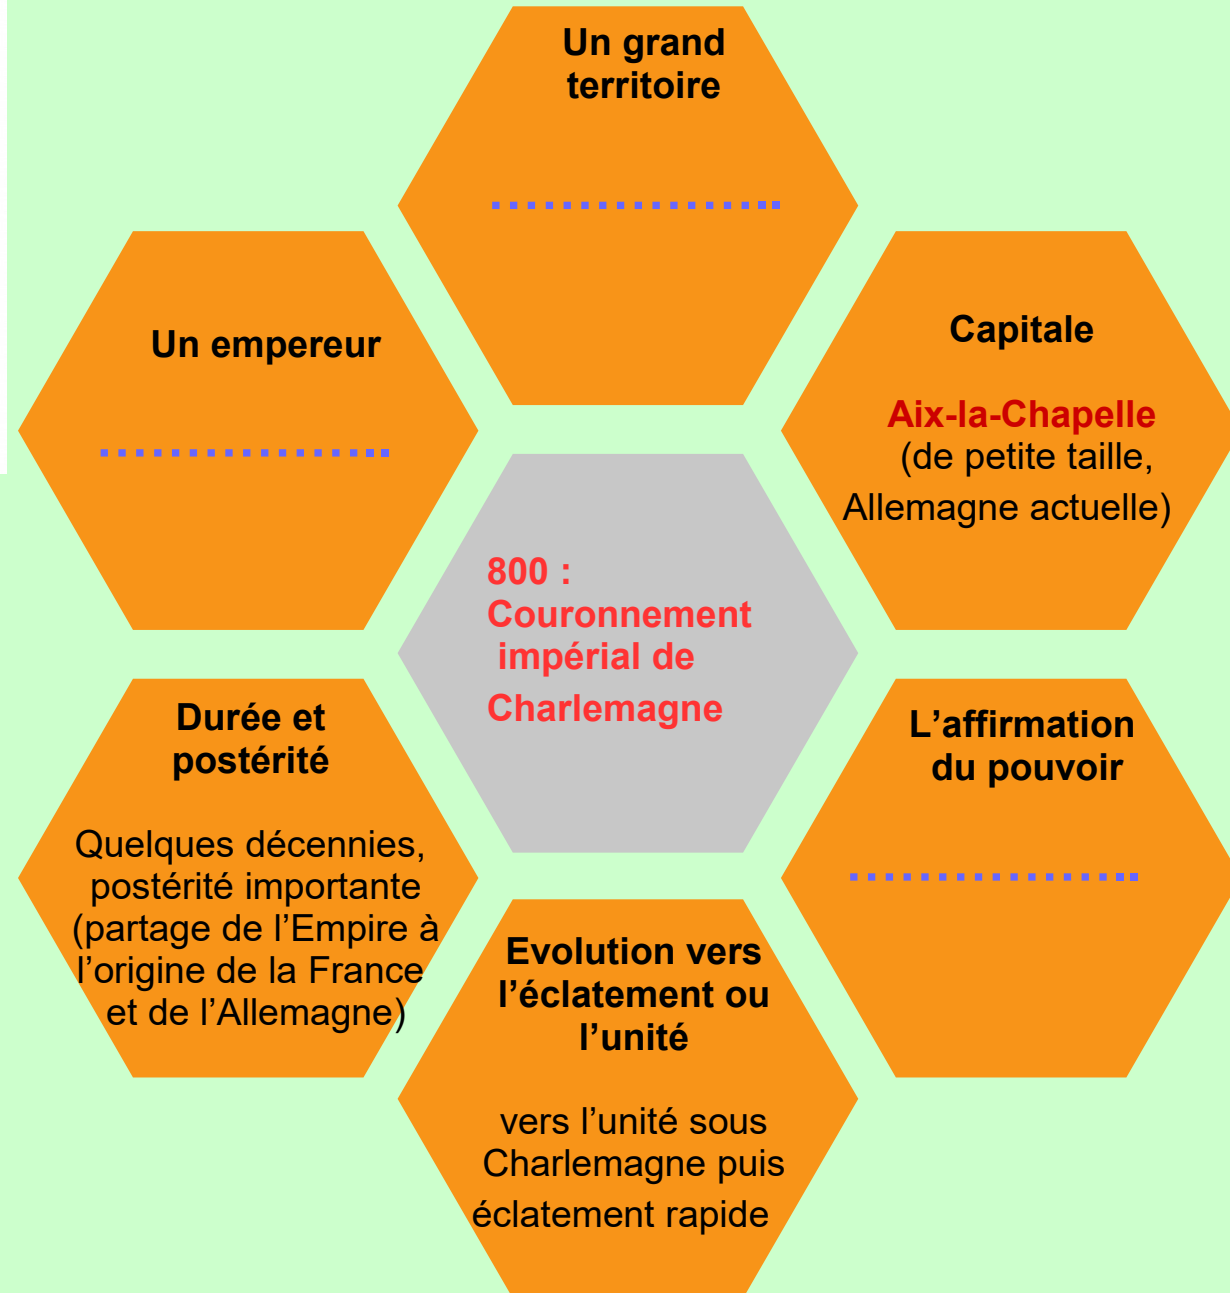 Un grand
territoire
Un empereur
Capitale
Aix-la-Chapelle
(de petite taille,
Allemagne actuelle)
800 :
Couronnement
impérial de
Charlemagne
Durée et
postérité
Quelques décennies,
postérité importante
(partage de l’Empire à
l’origine de la France
et de l’Allemagne)
L’affirmation
du pouvoir
Evolution vers
l’éclatement ou
l’unité
vers l’unité sous
Charlemagne puis
éclatement rapide